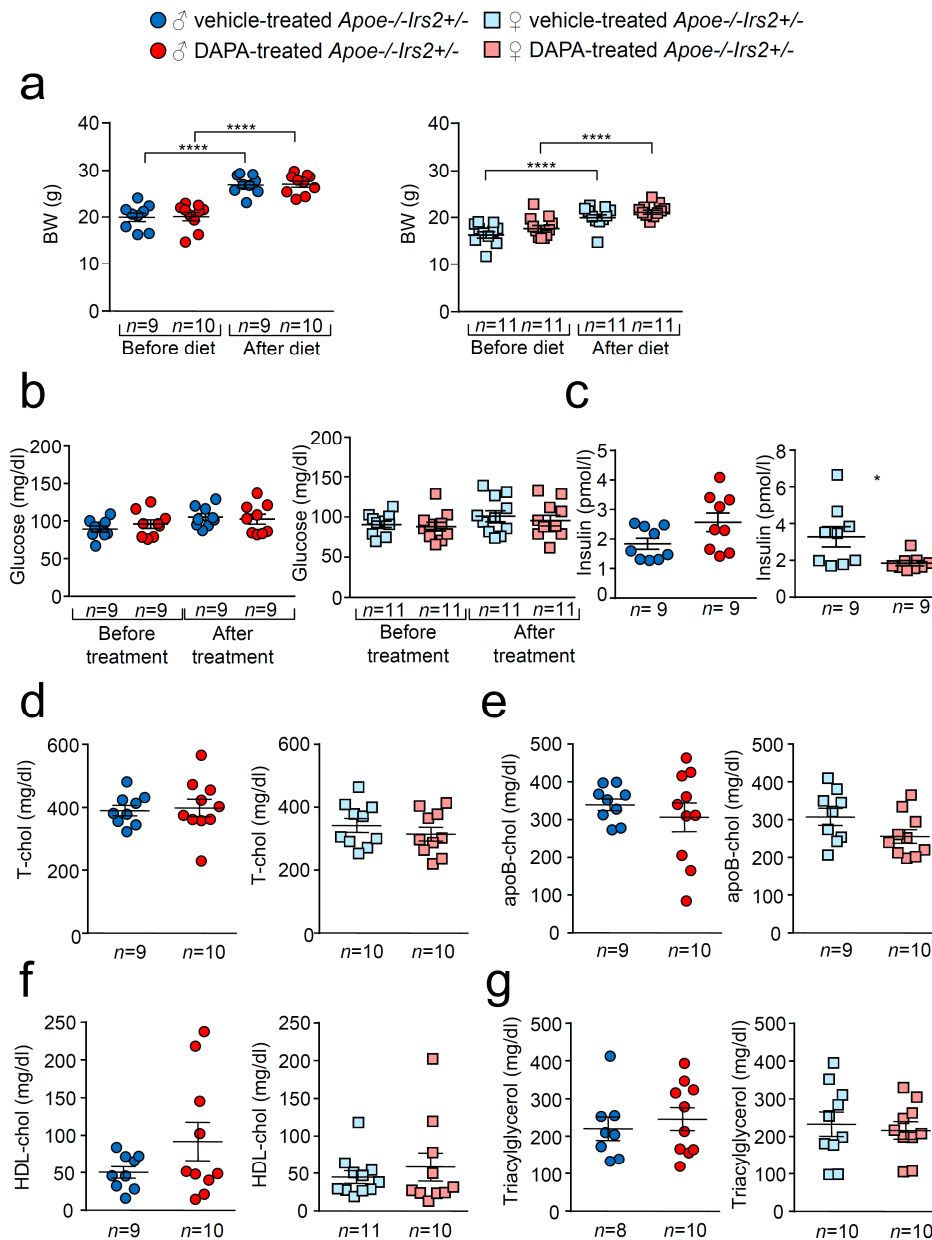 ♂ vehicle-treated Apoe-/-Irs2+/-
♀ vehicle-treated Apoe-/-Irs2+/-
♂ DAPA-treated Apoe-/-Irs2+/-
♀ DAPA-treated Apoe-/-Irs2+/-
a
BW (g)
40
30
20
10
0
****
****
n=9 n=10 n=9 n=10
Before diet After diet
BW (g)
40
30
20
10
0
****
****
n=11 n=11 n=11 n=11
Before diet After diet
b
Glucose (mg/dl)
200
150
100
50
0
n=9 n=9 n=9 n=9
Before treatment
After treatment
Glucose (mg/dl)
200
150
100
50
0
n=11 n=11 n=11 n=11
Before treatment
After treatment
c
Insulin (pmol/l)
5
4
3
2
1
0
n= 9 n= 9
Insulin (pmol/l)
8
6
4
2
0
*
n= 9 n= 9
d
T-chol (mg/dl)
600
400
200
0
n=9 n=10
T-chol (mg/dl)
600
400
200
0
n=10 n=10
e
apoB-chol (mg/dl)
500
400
300
200
100
0
n=9 n=10
apoB-chol (mg/dl)
500
400
300
200
100
0
n=9 n=10
f
HDL-chol (mg/dl)
250
200
150
100
50
0
n=9 n=10
HDL-chol (mg/dl)
250
200
150
100
50
0
n=11 n=10
g
Triacylglycerol (mg/dl)
500
400
300
200
100
0
n=8 n=10
Triacylglycerol (mg/dl)
500
400
300
200
100
0
n=10 n=10